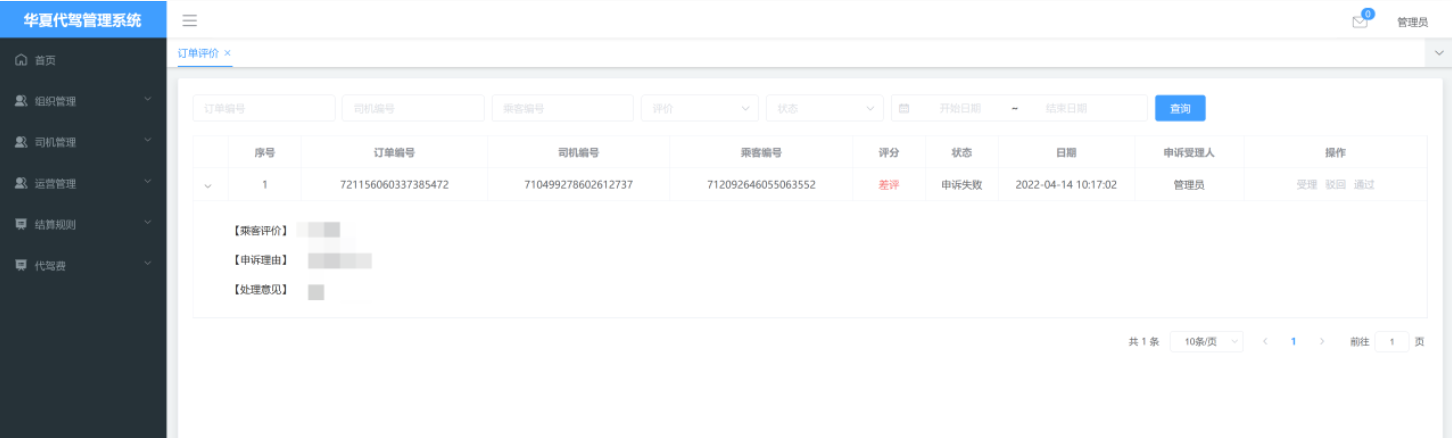 华夏代驾管理系统
0
管理员
首页
订单评价 ×
组织管理
司机管理
运营管理
结算规则
代驾费
订单编号 司机编号 乘客编号 评价 状态 开始日期 ~ 结束日期 查询
序号 订单编号 司机编号 乘客编号 评分 状态 日期 申诉受理人 操作
1 721156060337385472 710499278602612737 712092646055063552 差评 申诉失败 2022-04-14 10:17:02 管理员 受理 驳回 通过
【乘客评价】
【申诉理由】
【处理意见】
共 1 条 10条/页 1 前往 1 页